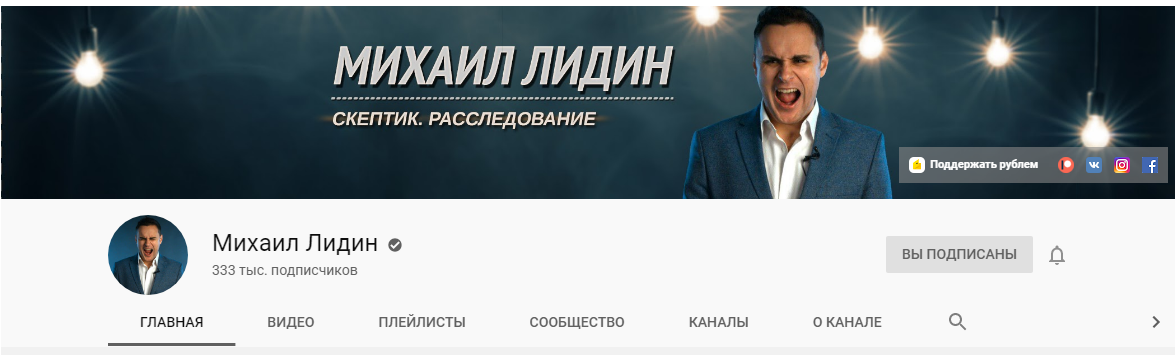 МИХАИЛ ЛИДИН
СКЕПТИК. РАССЛЕДОВАНИЕ
Поддержать рублем
Михаил Лидин
333 тыс. подписчиков
ВЫ ПОДПИСАНЫ
ГЛАВНАЯ ВИДЕО ПЛЕЙЛИСТЫ СООБЩЕСТВО КАНАЛЫ О КАНАЛЕ